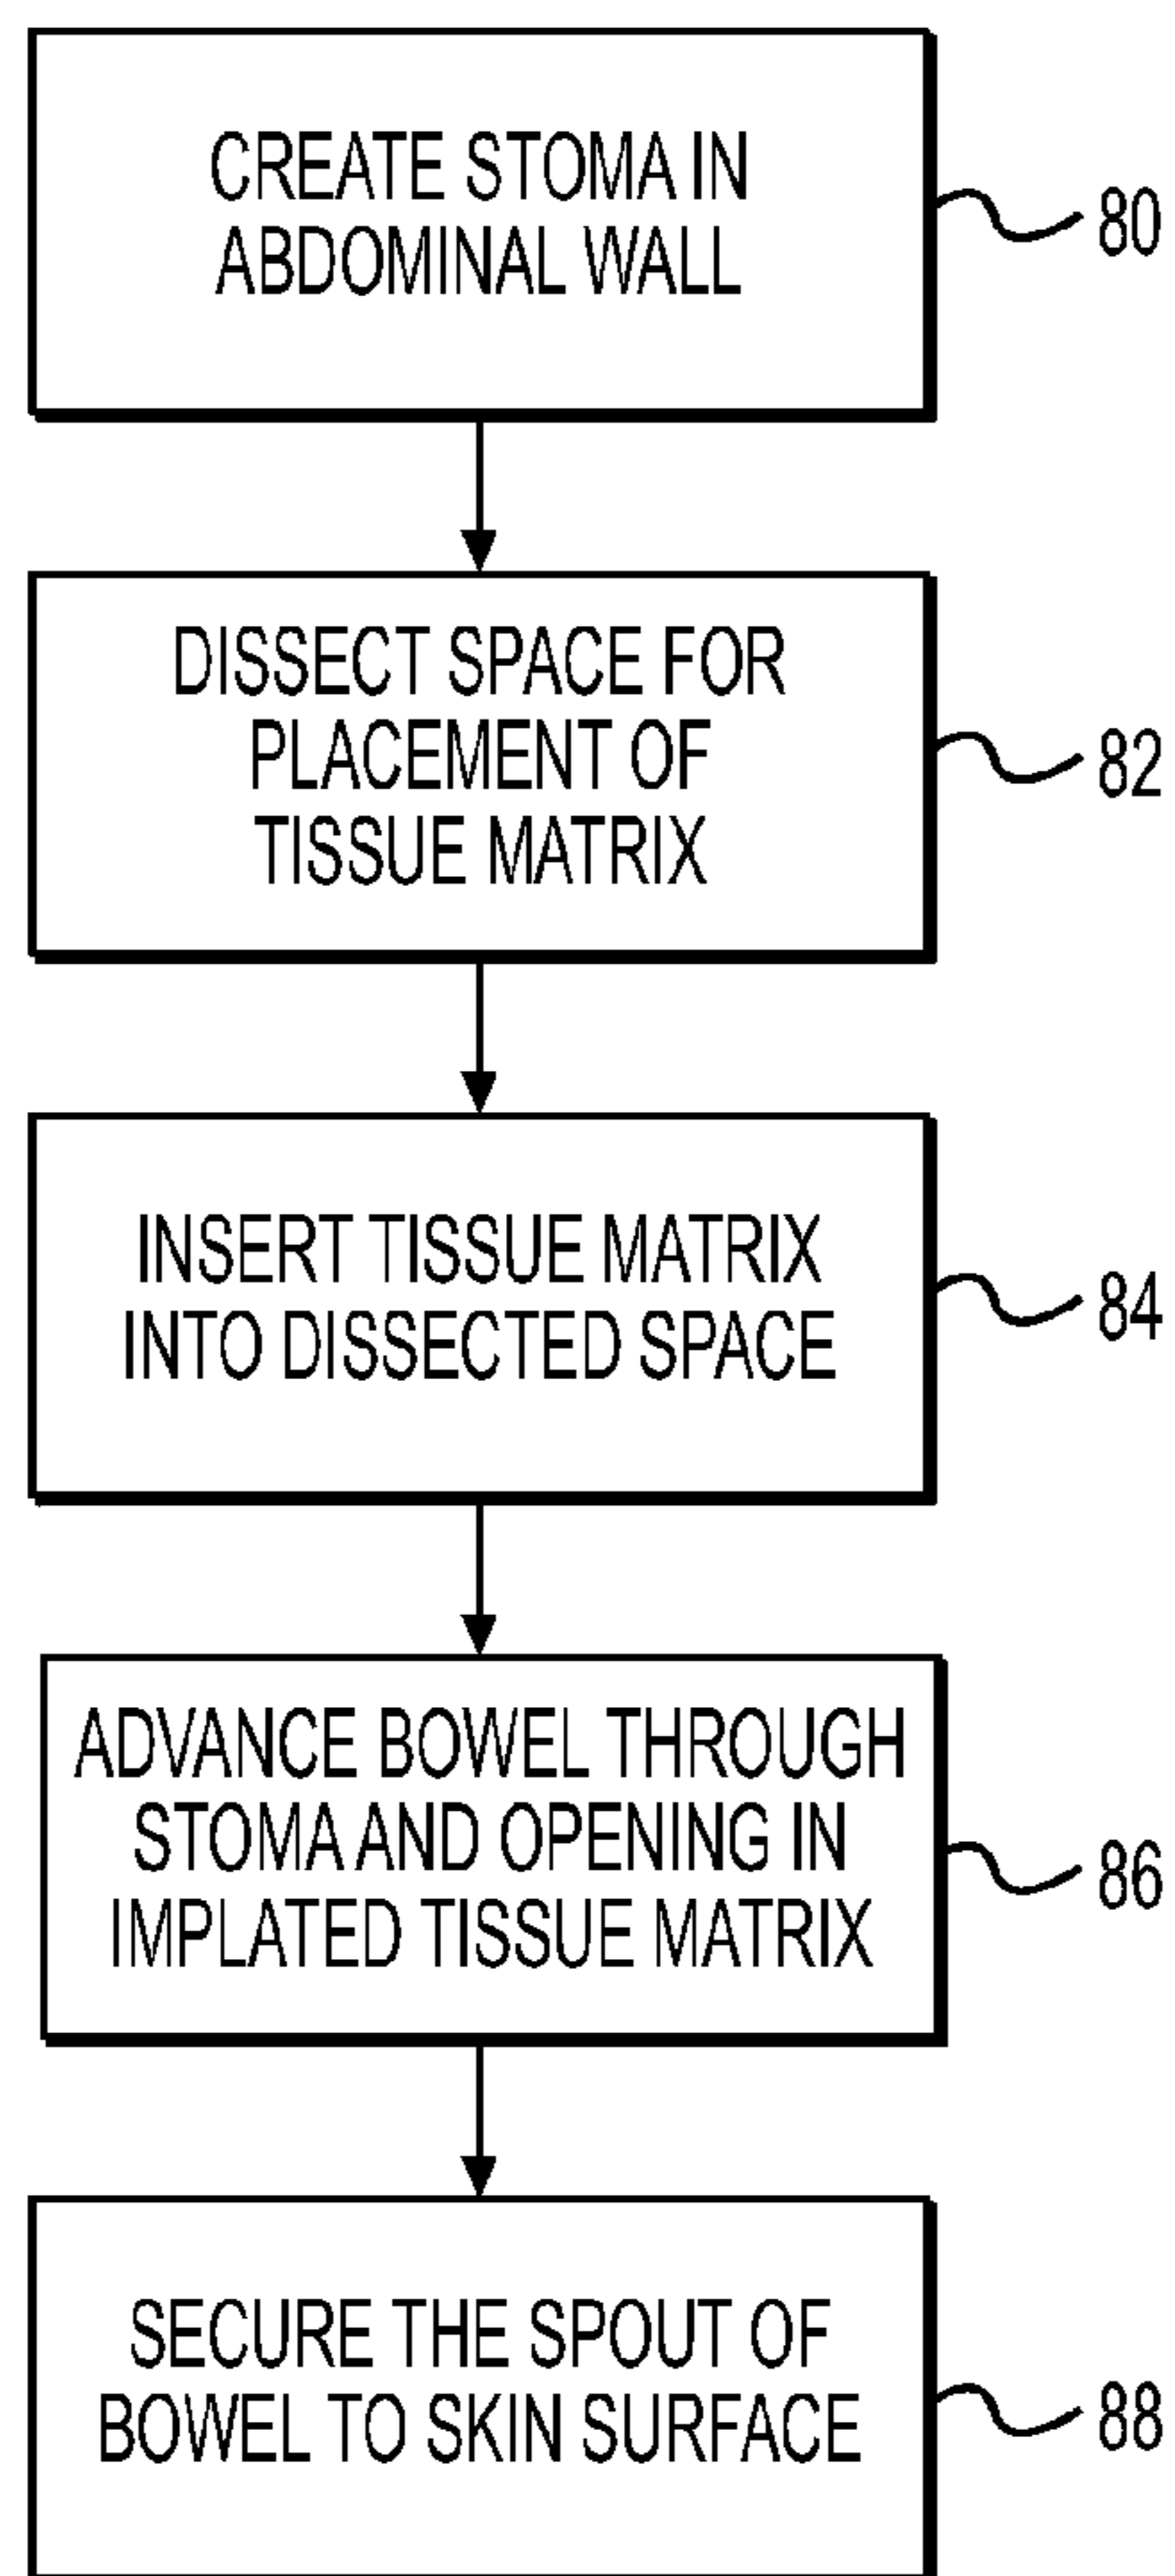 CREATE STOMA IN
ABDOMINAL WALL
80
DISSECT SPACE FOR
PLACEMENT OF
TISSUE MATRIX
82
INSERT TISSUE MATRIX
INTO DISSECTED SPACE
84
ADVANCE BOWEL THROUGH
STOMA AND OPENING IN
IMPLATED TISSUE MATRIX
86
SECURE THE SPOUT OF
BOWEL TO SKIN SURFACE
88